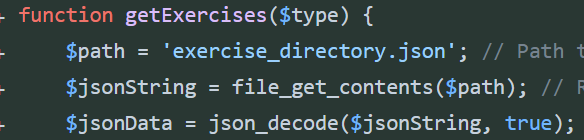 + function getExercises($type) {
+ $path = 'exercise_directory.json'; // Path
+ $jsonString = file_get_contents($path); //
+ $jsonData = json_decode($jsonString, true);